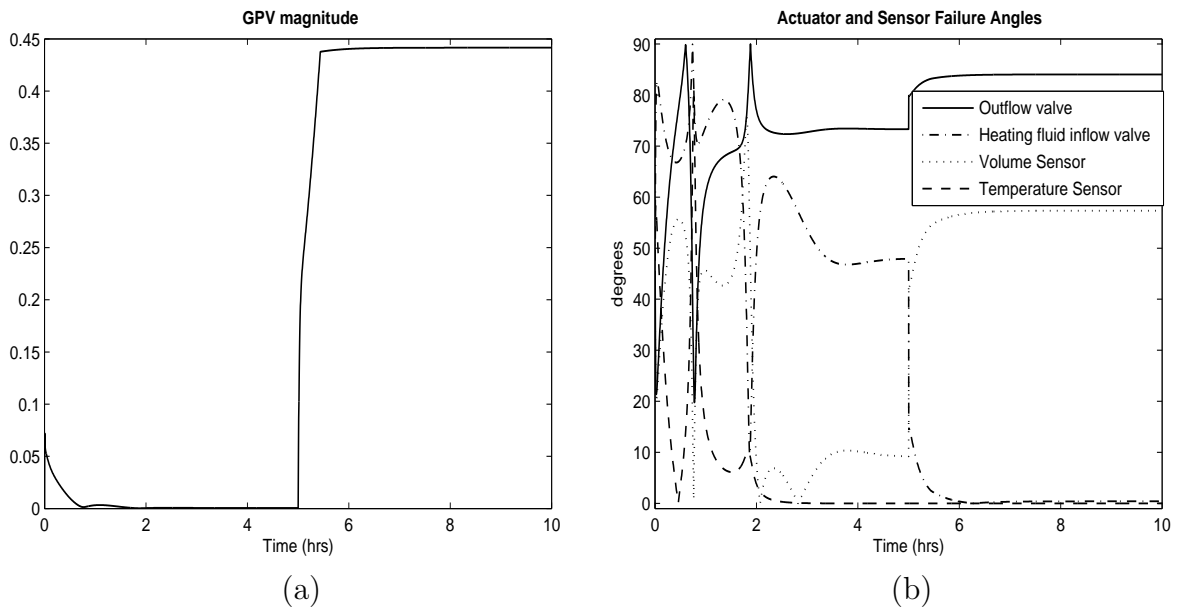 GPV magnitude
0.45
0.4
0.35
0.3
0.25
0.2
0.15
0.1
0.05
0
0 2 4 6 8 10
Time (hrs)
(a)
Actuator and Sensor Failure Angles
90
80
70
60
50
40
30
20
10
0
degrees
Outflow valve
Heating fluid inflow valve
Volume Sensor
Temperature Sensor
0 2 4 6 8 10
Time (hrs)
(b)